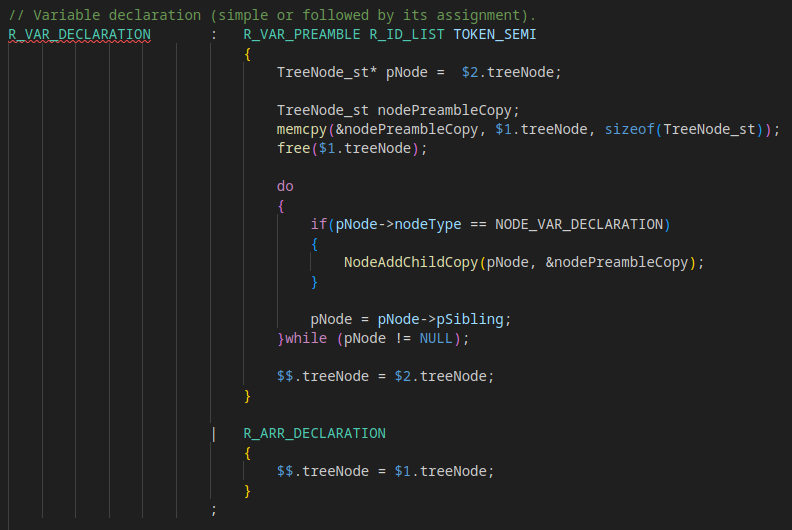 // Variable declaration (simple or followed by its assignment).
R_VAR_DECLARATION : R_VAR_PREAMBLE R_ID_LIST TOKEN_SEMI
{
TreeNode_st* pNode = $2.treeNode;
TreeNode_st nodePreambleCopy;
memcpy(&nodePreambleCopy, $1.treeNode, sizeof(TreeNode_st));
free($1.treeNode);
do
{
if(pNode->nodeType == NODE_VAR_DECLARATION)
{
NodeAddChildCopy(pNode, &nodePreambleCopy);
}
pNode = pNode->pSibling;
}while (pNode != NULL);
$$.treeNode = $2.treeNode;
}
| R_ARR_DECLARATION
{
$$.treeNode = $1.treeNode;
}
;